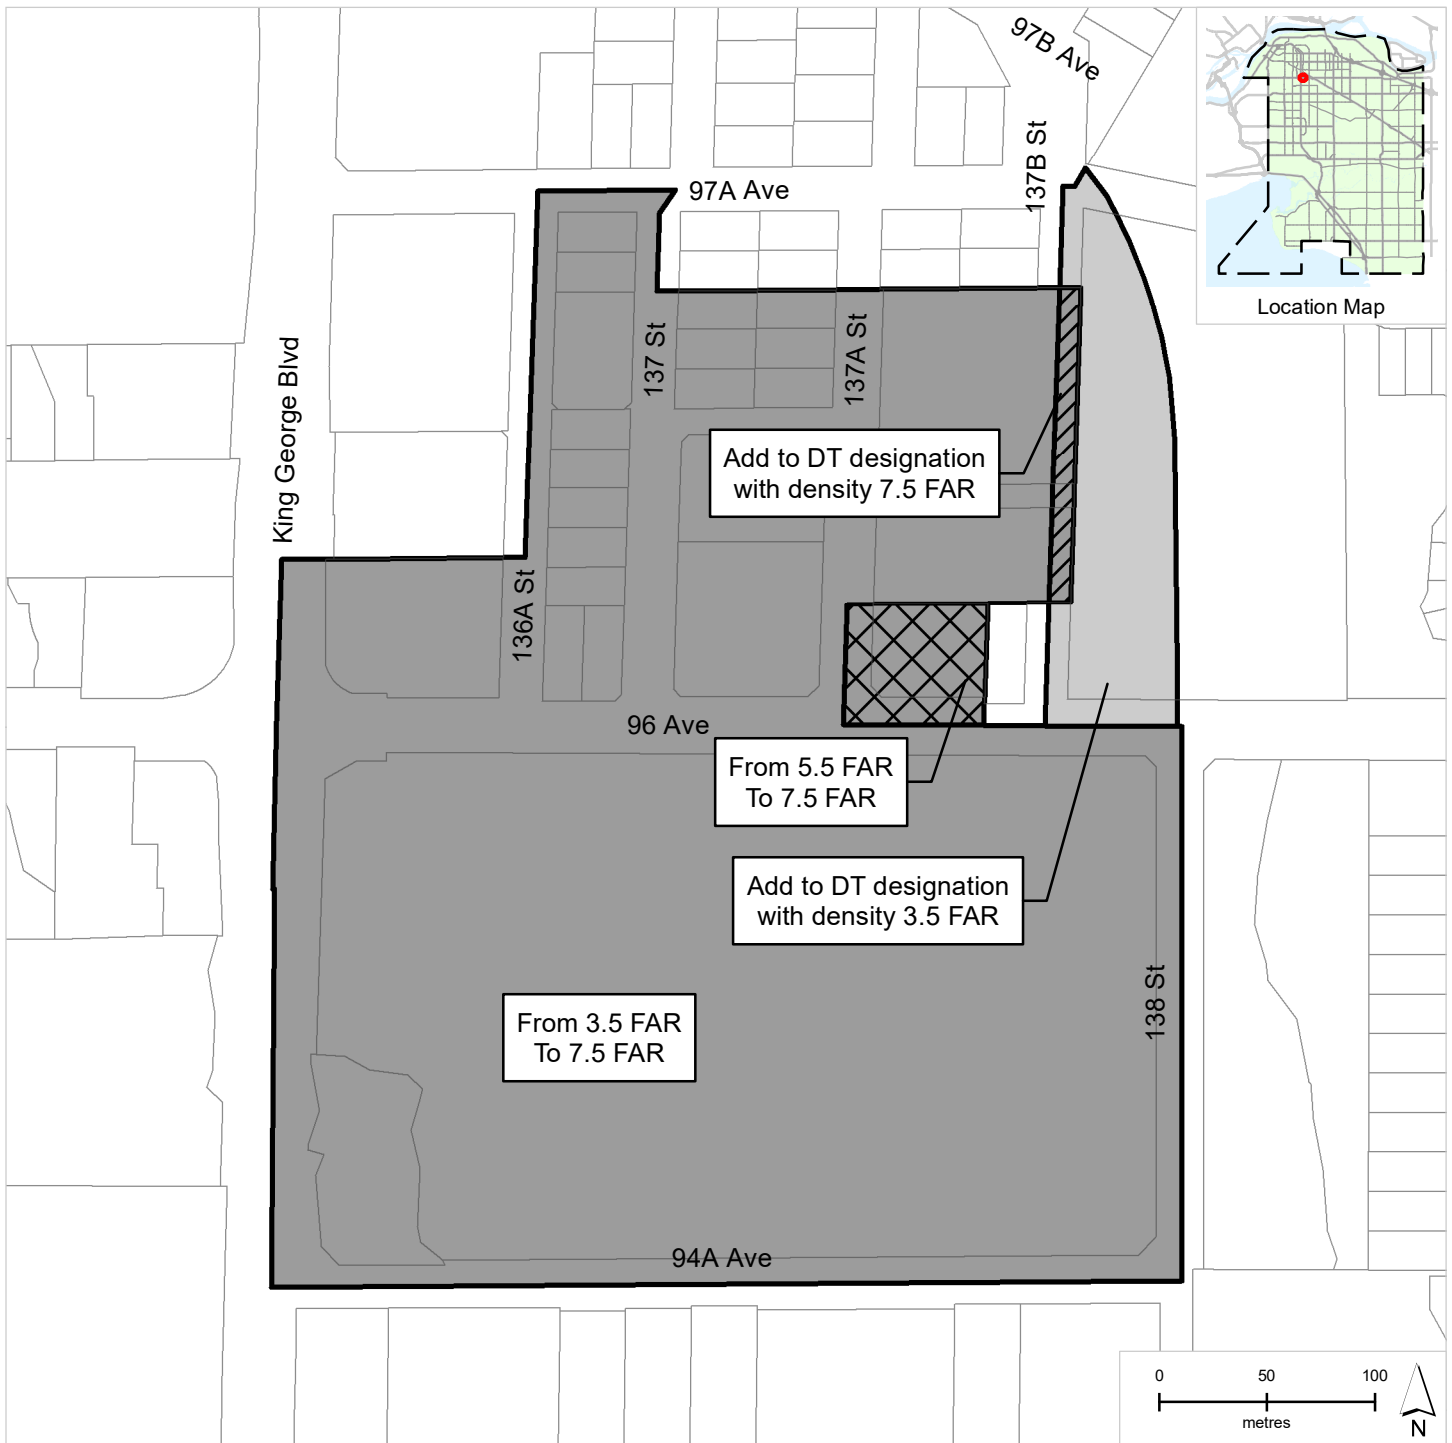 97B Ave
137B St
97A Ave
Location Map
King George Blvd
137 St
137A St
Add to DT designation
with density 7.5 FAR
136A St
96 Ave
From 5.5 FAR
To 7.5 FAR
Add to DT designation
with density 3.5 FAR
138 St
From 3.5 FAR
To 7.5 FAR
94A Ave
0 50 100
metres
N